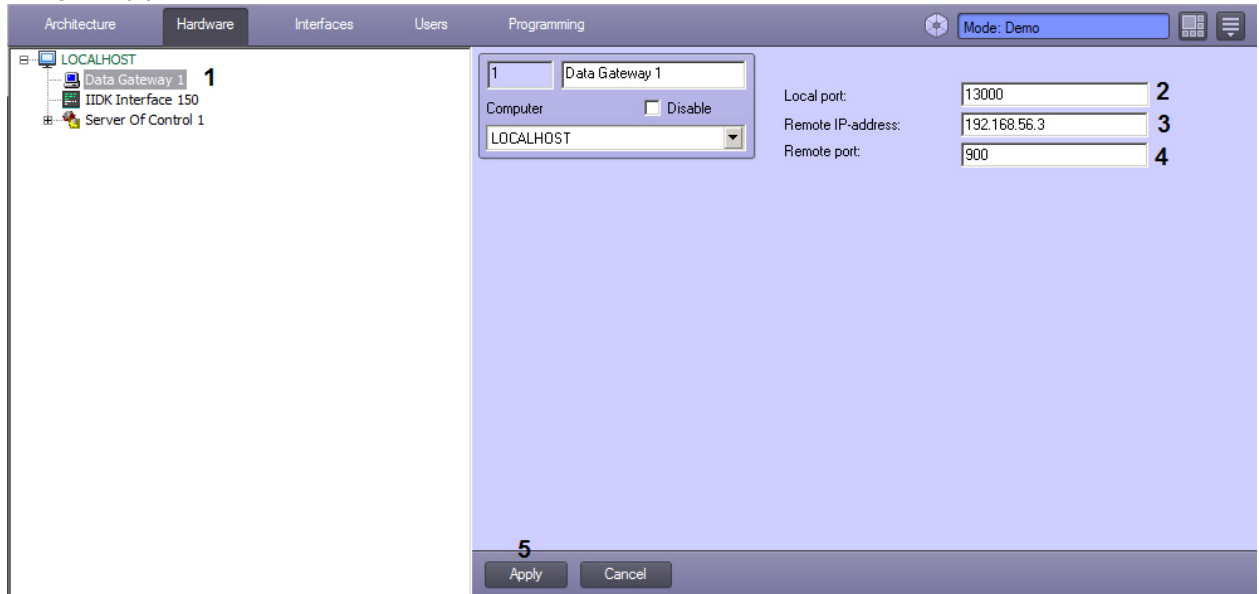 Architecture Hardware Interfaces Users Programming Mode: Demo
LOCALHOST
Data Gateway 1 1
IIDK Interface 150
Server Of Control 1
1 Data Gateway 1
Computer Disable
LOCALHOST
Local port: 13000 2
Remote IP-address: 192.168.56.3 3
Remote port: 900 4
5
Apply Cancel